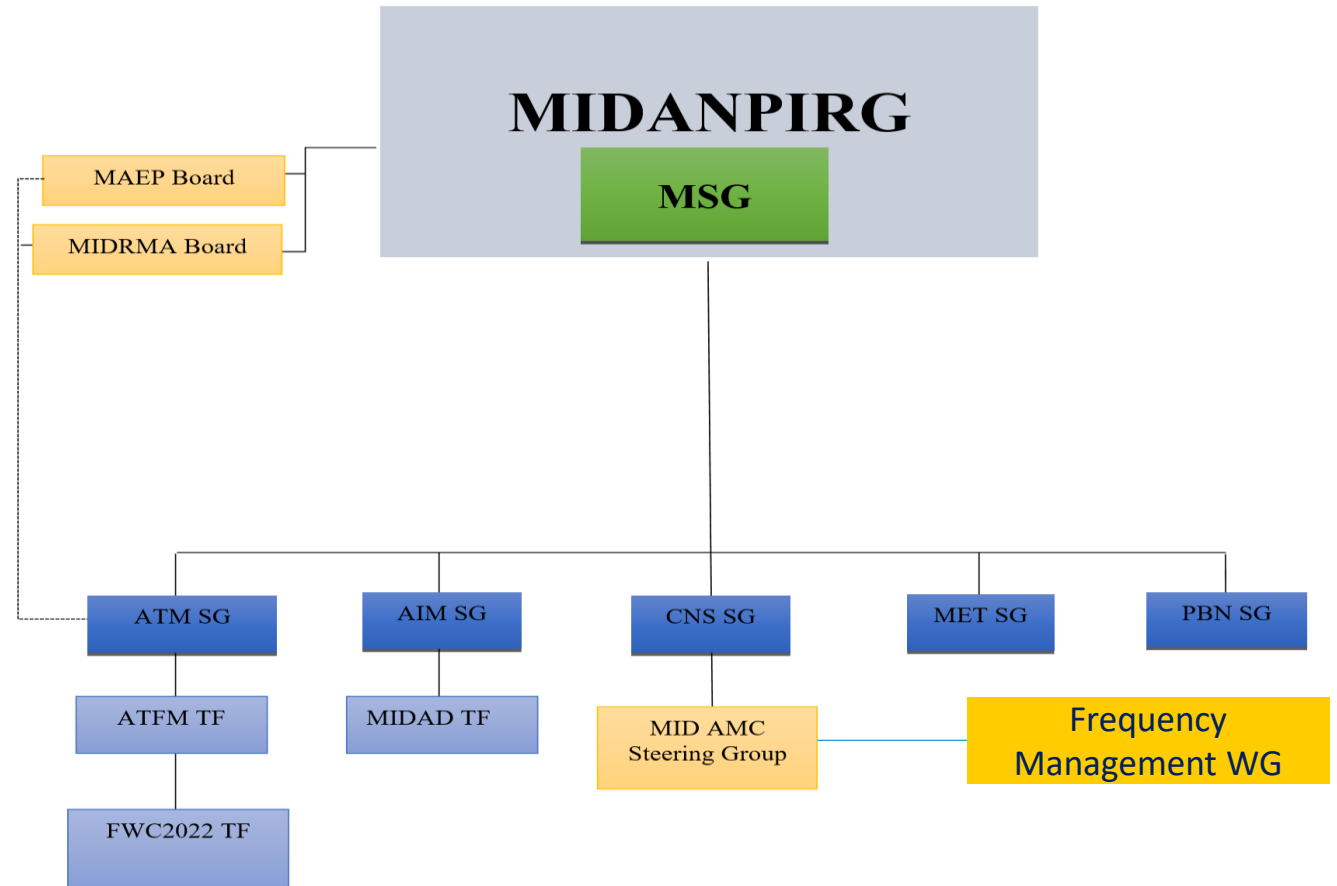 MIDANPIRG
MSG
MAEP Board
MIDRMA Board
ATM SG
AIM SG
CNS SG
MET SG
PBN SG
ATFM TF
MIDAD TF
MID AMC
Steering Group
Frequency
Management WG
FWC2022 TF